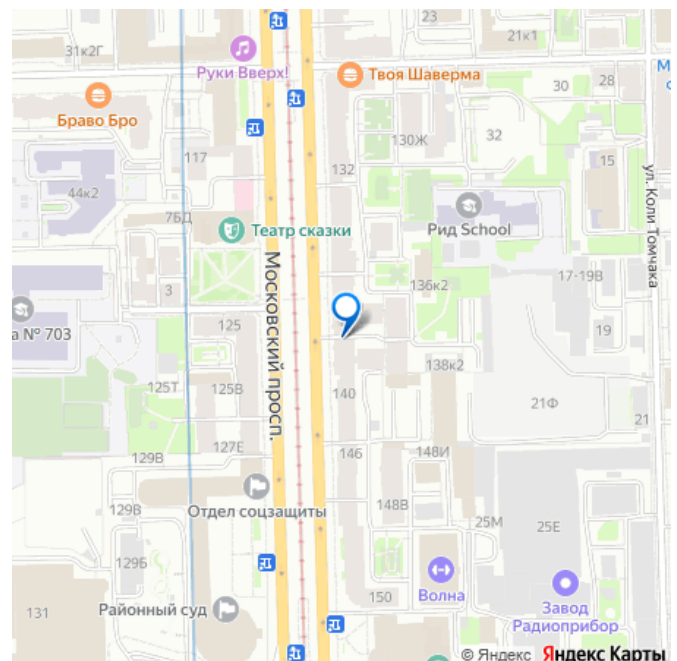 23
31к2Г
21к1
Руки Вверх!
Твоя Шаверма
30
28
Браво Бро
130Ж
32
117
132
15
44к2
7БД
Театр сказки
Рид School
ул. Коли Томчака
Московский просп.
3
136к2
17-19В
а № 703
125
19
138к2
125Т
125В
140
21Ф
21
127Е
146
148И
129В
Отдел соцзащиты
129В
148В
25М
25Е
129Б
Волна
131
Районный суд
150
Завод
Радиоприбор
© Яндекс Яндекс Карты